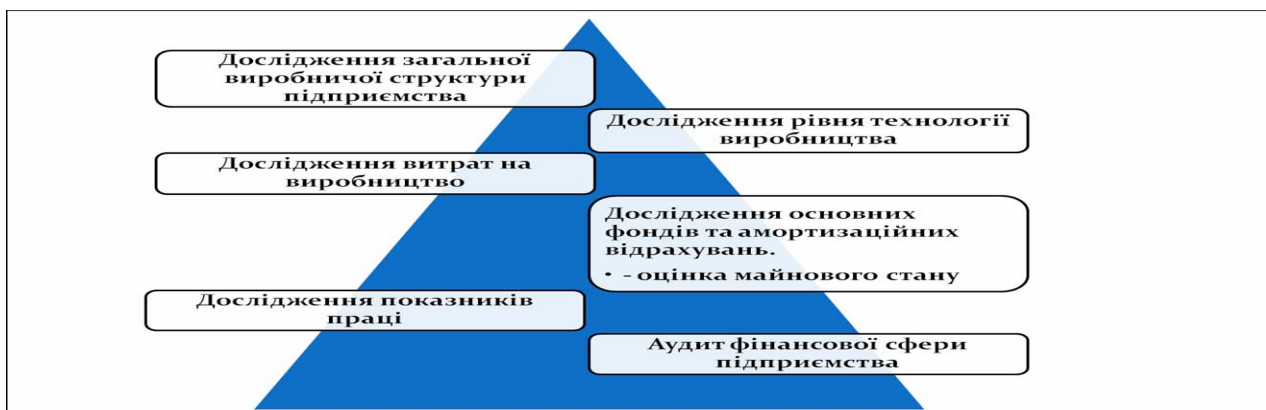 Дослідження загальної
виробничої структури
підприємства
Дослідження рівня технології
виробництва
Дослідження витрат на
виробництво
Дослідження основних
фондів та амортизаційних
відрахувань.
• - оцінка майнового стану
Дослідження показників
праці
Аудит фінансової сфери
підприємства